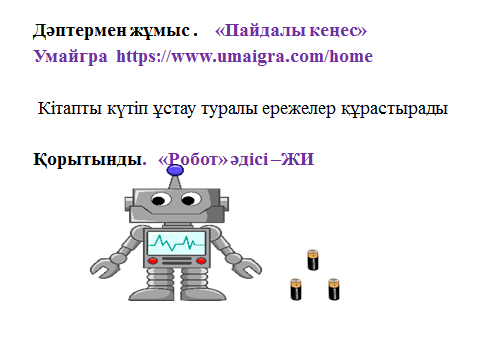 Дәптермен жұмыс . «Пайдалы кеңес»
Умайгра https://www.umaigra.com/home
Кітапты күтіп ұстау туралы ережелер құрастырады
Қорытынды. «Робот» әдісі –ЖИ